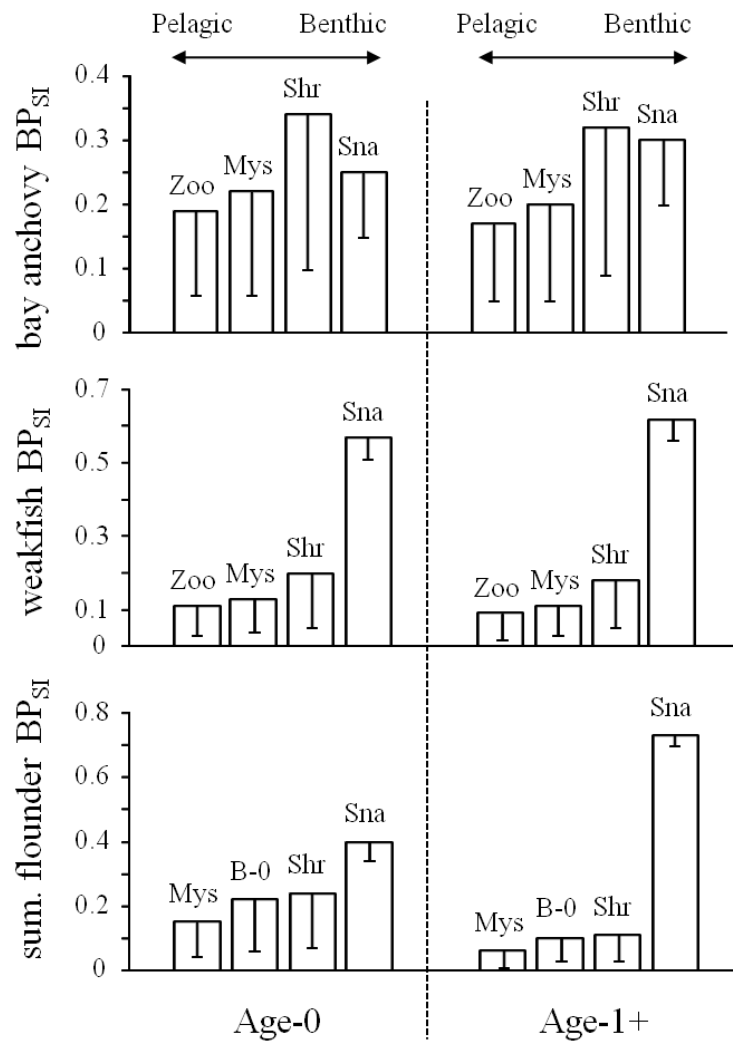 Pelagic Benthic Pelagic Benthic
bay anchovy BPSI
0.4
0.3
0.2
0.1
0
Zoo Mys Shr Sna
Zoo Mys Shr Sna
weakfish BPSI
0.7
0.5
0.3
0.1
0
Zoo Mys Shr Sna
Zoo Mys Shr Sna
sum. flounder BPSI
0.8
0.6
0.4
0.2
0
Mys B-0 Shr Sna
Mys B-0 Shr Sna
Age-0 Age-1+